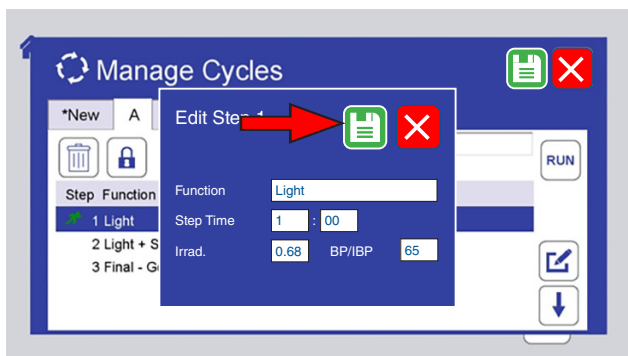 Manage Cycles
*New A
Edit Step 1
RUN
Step Function
1 Light
2 Light + S
3 Final - G
Function Light
Step Time 1 : 00
Irrad. 0.68 BP/IBP 65